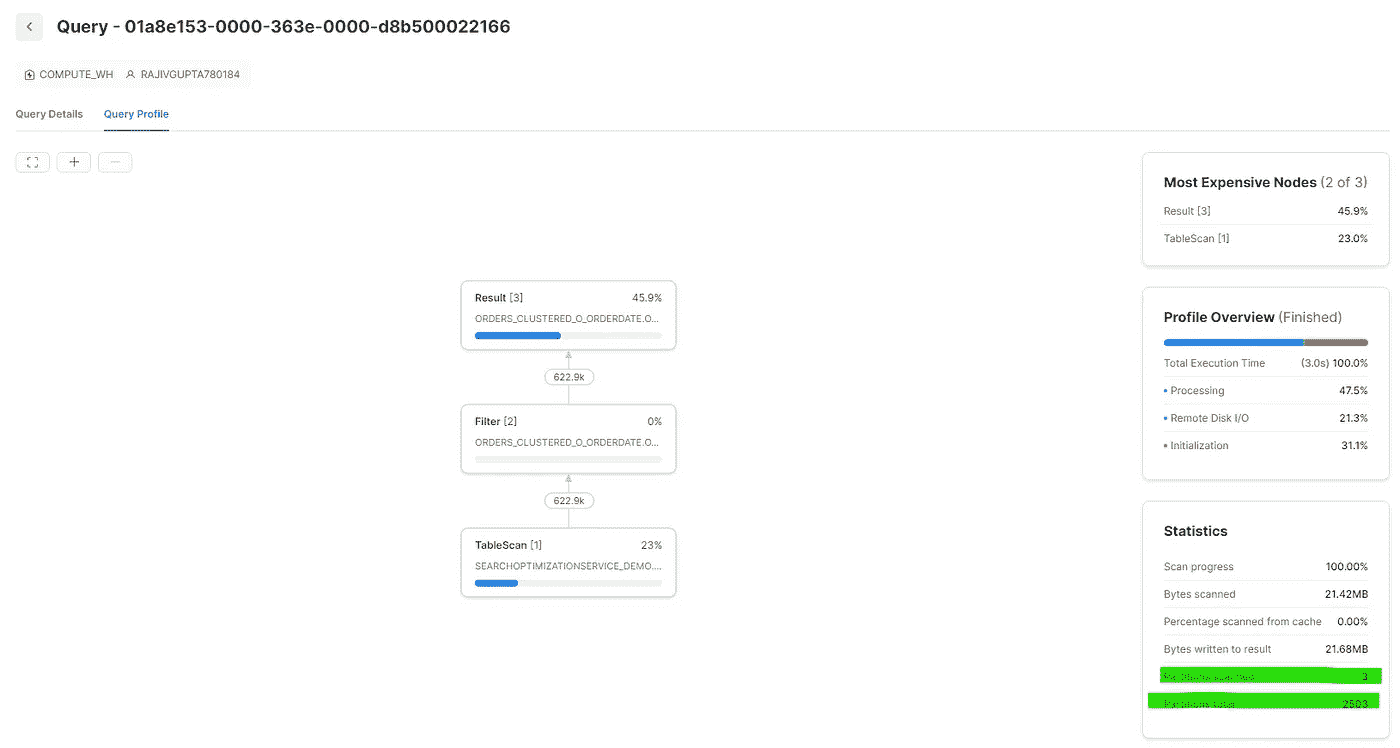 Query - 01a8e153-0000-363e-0000-d8b500022166
COMPUTE_WH RAJIVGUPTA780184
Query Details Query Profile
Most Expensive Nodes (2 of 3)
Result [3] 45.9%
TableScan [1] 23.0%
Result [3] 45.9%
ORDERS_CLUSTERED_O_ORDERDATE.O...
622.9k
Filter [2] 0%
ORDERS_CLUSTERED_O_ORDERDATE.O...
622.9k
TableScan [1] 23%
SEARCHOPTIMIZATIONSERVICE_DEMO....
Profile Overview (Finished)
Total Execution Time (3.0s) 100.0%
Processing 47.5%
Remote Disk I/O 21.3%
Initialization 31.1%
Statistics
Scan progress 100.00%
Bytes scanned 21.42MB
Percentage scanned from cache 0.00%
Bytes written to result 21.68MB
3
2503